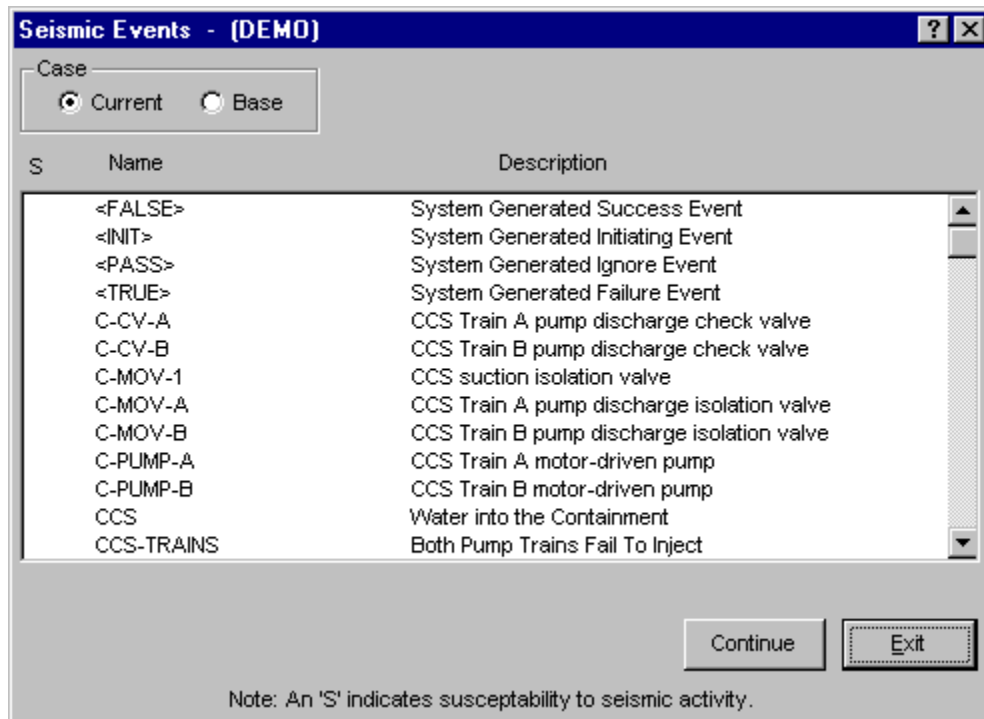 Seismic Events - (DEMO)
Case
Current Base
S Name Description
<FALSE> System Generated Success Event
<INIT> System Generated Initiating Event
<PASS> System Generated Ignore Event
<TRUE> System Generated Failure Event
C-CV-A CCS Train A pump discharge check valve
C-CV-B CCS Train B pump discharge check valve
C-MOV-1 CCS suction isolation valve
C-MOV-A CCS Train A pump discharge isolation valve
C-MOV-B CCS Train B pump discharge isolation valve
C-PUMP-A CCS Train A motor-driven pump
C-PUMP-B CCS Train B motor-driven pump
CCS Water into the Containment
CCS-TRAINS Both Pump Trains Fail To Inject
Continue Exit
Note: An 'S' indicates susceptability to seismic activity.